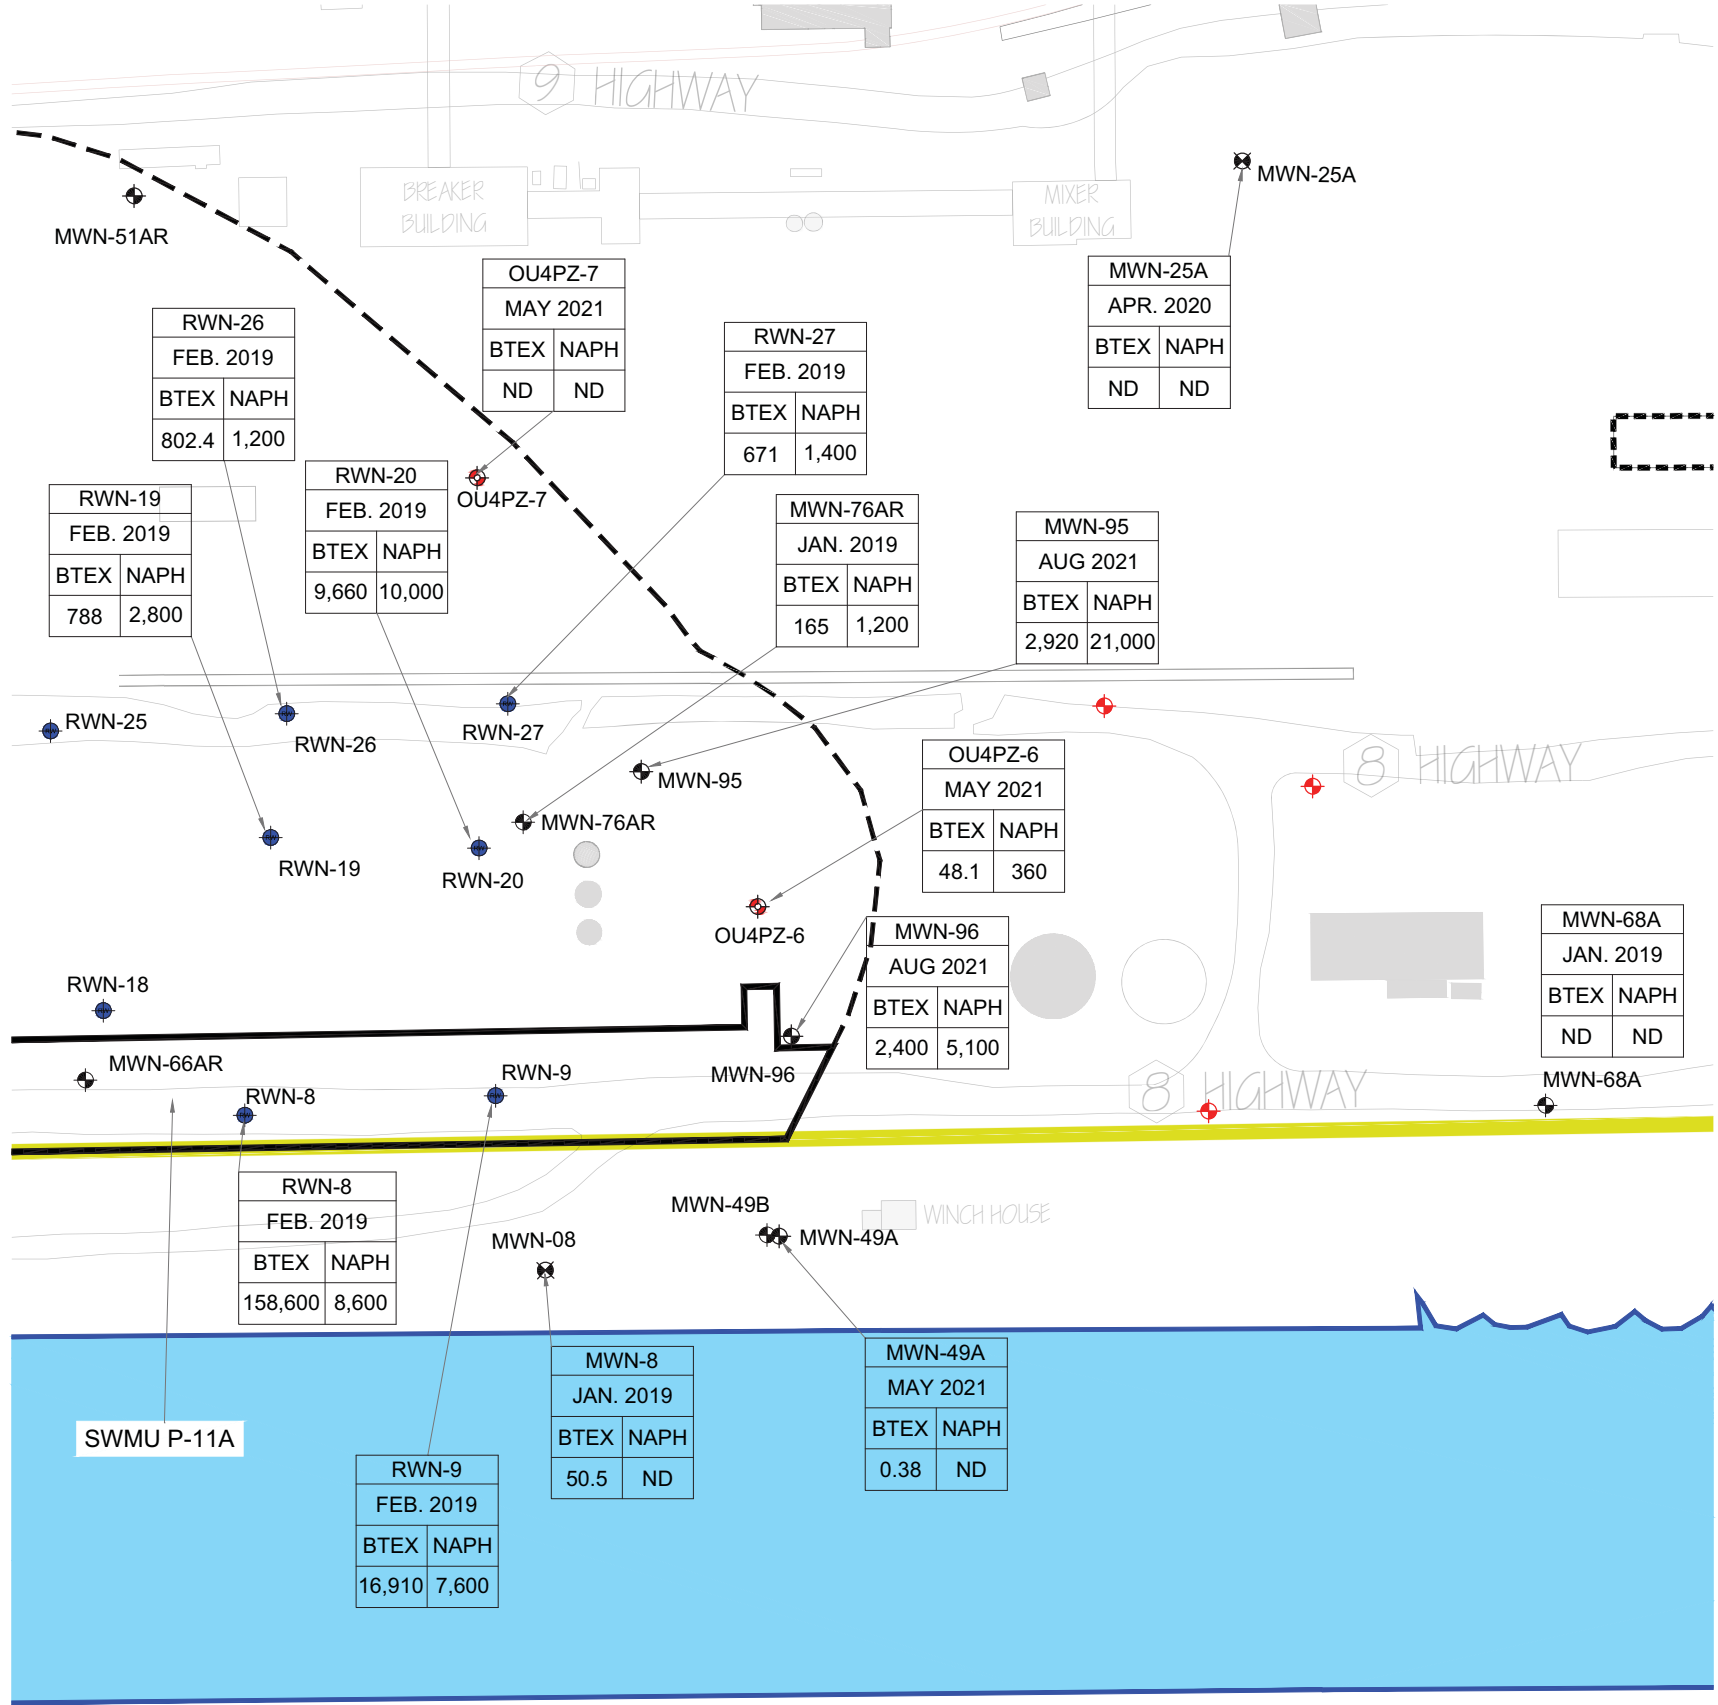 9 HIGHWAY
BREAKER
BUILDING
MIXER
BUILDING
MWN-25A
MWN-51AR
OU4PZ-7
MAY 2021
BTEX NAPH
ND ND
MWN-25A
APR. 2020
BTEX NAPH
ND ND
RWN-26
FEB. 2019
BTEX NAPH
802.4 1,200
RWN-27
FEB. 2019
BTEX NAPH
671 1,400
RWN-20
FEB. 2019
BTEX NAPH
9,660 10,000
OU4PZ-7
RWN-19
FEB. 2019
BTEX NAPH
788 2,800
MWN-76AR
JAN. 2019
BTEX NAPH
165 1,200
MWN-95
AUG 2021
BTEX NAPH
2,920 21,000
RWN-25
RWN-26
RWN-27
MWN-95
8 HIGHWAY
OU4PZ-6
MAY 2021
BTEX NAPH
48.1 360
MWN-76AR
RWN-19
RWN-20
OU4PZ-6
MWN-96
AUG 2021
BTEX NAPH
2,400 5,100
MWN-68A
JAN. 2019
BTEX NAPH
ND ND
RWN-18
MWN-66AR
RWN-8
RWN-9
MWN-96
8 HIGHWAY
MWN-68A
RWN-8
FEB. 2019
BTEX NAPH
158,600 8,600
MWN-49B
MWN-49A
WINCH HOUSE
MWN-08
MWN-8
JAN. 2019
BTEX NAPH
50.5 ND
MWN-49A
MAY 2021
BTEX NAPH
0.38 ND
SWMU P-11A
RWN-9
FEB. 2019
BTEX NAPH
16,910 7,600